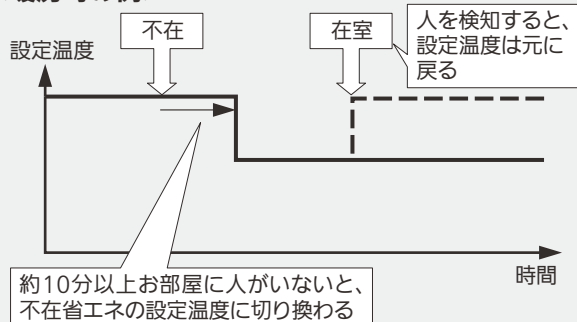 不在
在室
人を検知すると、
設定温度は元に
戻る
設定温度
時間
約10分以上お部屋に人がいないと、
不在省エネの設定温度に切り換わる